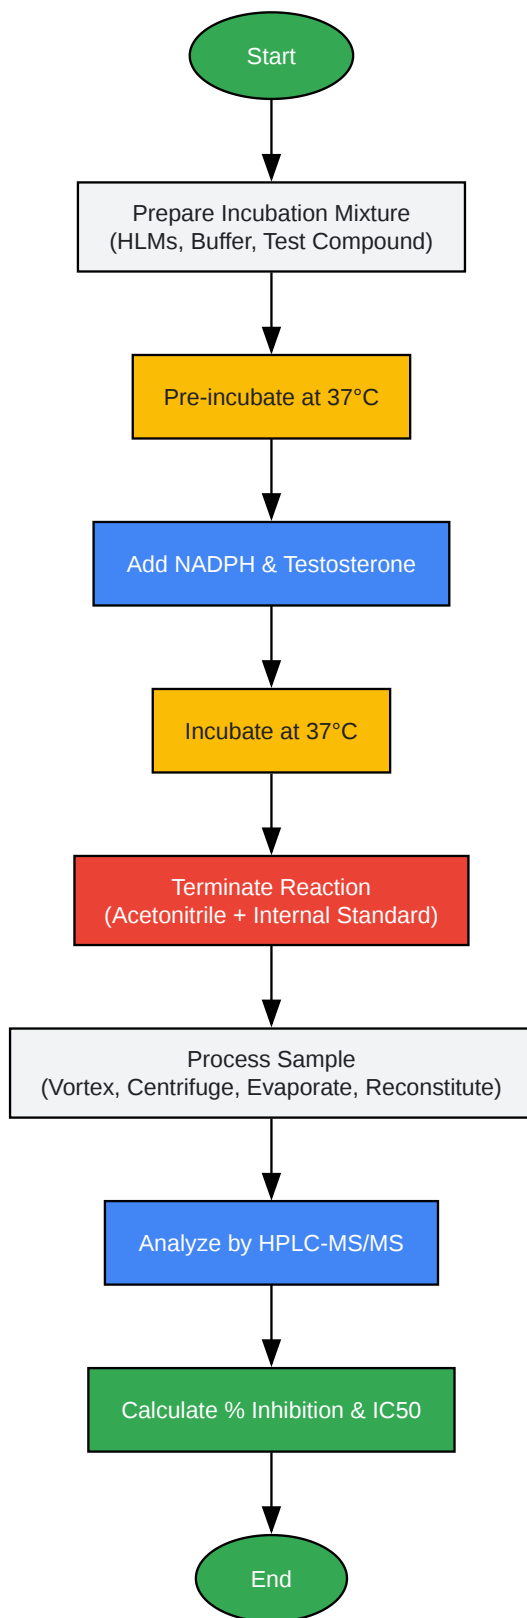 Start
Prepare Incubation Mixture
(HLMs, Buffer, Test Compound)
Pre-incubate at 37°C
Add NADPH & Testosterone
Incubate at 37°C
Terminate Reaction
(Acetonitrile + Internal Standard)
Process Sample
(Vortex, Centrifuge, Evaporate, Reconstitute)
Analyze by HPLC-MS/MS
Calculate % Inhibition & IC50
End